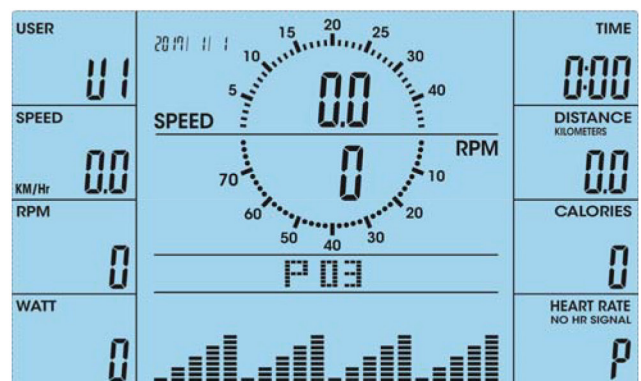 USER
U1
SPEED
KM/Hr 0.0
RPM
0
WATT
0
2017/ 1/ 1
5 10 15 20 25 30 40
SPEED
0.0
0
RPM
70 60 50 40 30 20 10
P03
TIME
0:00
DISTANCE
KILOMETERS
0.0
CALORIES
0
HEART RATE
NO HR SIGNAL
P